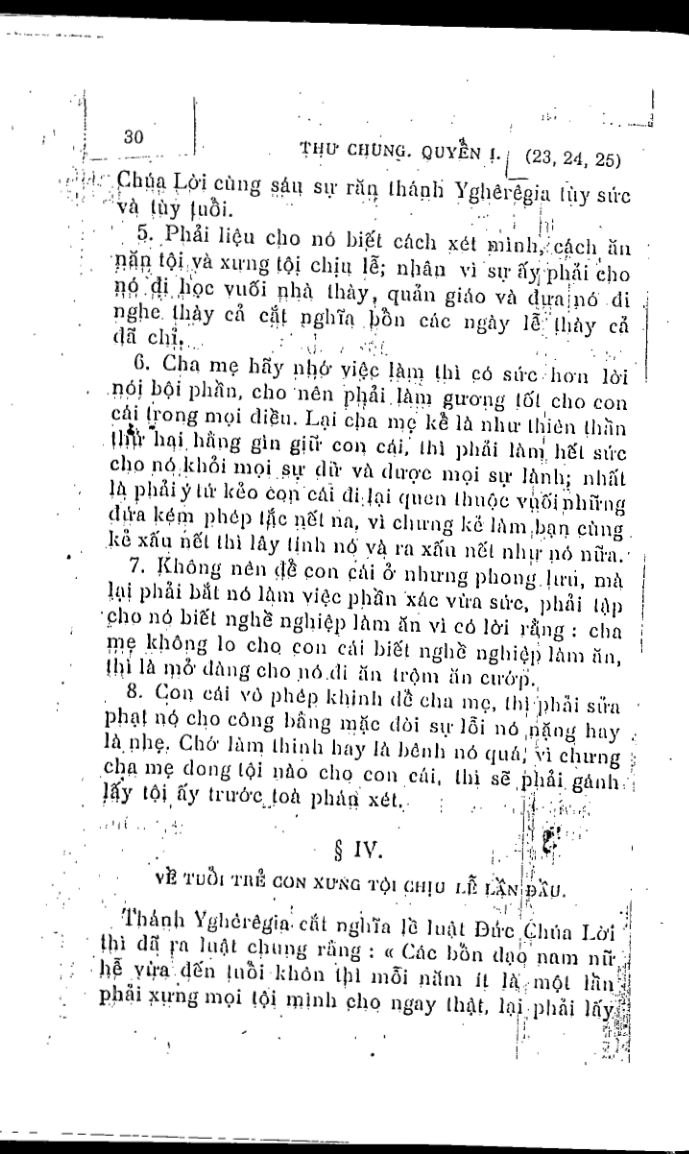 30
THƯ CHUNG. QUYỀN I. (23, 24, 25)
Chúa Lời cùng sáu sự răn thánh Yghêrêgia tùy sức
và tùy tuổi.
5. Phải liệu cho nó biết cách xét mình, cách ăn
năn tội và xưng tội chịu lễ; nhân vì sự ấy phải cho
nó đi học vuối nhà thày, quản giáo và đưa nó đi
nghe thày cả cắt nghĩa bổn các ngày lễ thày cả
đã chỉ.
6. Cha mẹ hãy nhớ việc làm thì có sức hơn lời
nói bội phần, cho nên phải làm gương tốt cho con
cái trong mọi điều. Lại cha mẹ kể là như thiên thần
thứ hai hằng gìn giữ con cái, thì phải làm hết sức
cho nó khỏi mọi sự dữ và được mọi sự lành; nhất
là phải ý tứ kẻo con cái đi lại quen thuộc vuối những
đứa kém phép tắc nết na, vì chưng kẻ làm bạn cùng
kẻ xấu nết thì lây tính nó và ra xấu nết như nó nữa.
7. Không nên để con cái ở nhưng phong lưu, mà
lại phải bắt nó làm việc phần xác vừa sức, phải tập
cho nó biết nghề nghiệp làm ăn vì có lời rằng : cha
mẹ không lo cho con cái biết nghề nghiệp làm ăn,
thì là mở đàng cho nó đi ăn trộm ăn cướp.
8. Con cái vô phép khinh dể cha mẹ, thì phải sửa
phạt nó cho công bằng mặc đòi sự lỗi nó nặng hay
là nhẹ. Chớ làm thinh hay là bênh nó quá, vì chưng
cha mẹ dong tội nào cho con cái, thì sẽ phải gánh
lấy tội ấy trước toà phán xét.
§ IV.
VỀ TUỔI TRẺ CON XƯNG TỘI CHỊU LỄ LẦN ĐẦU.
Thánh Yghêrêgia cắt nghĩa lề luật Đức Chúa Lời
thì đã ra luật chung rằng : « Các bổn đạo nam nữ
hễ vừa đến tuổi khôn thì mỗi năm ít là một lần
phải xưng mọi tội mình cho ngay thật, lại phải lấy